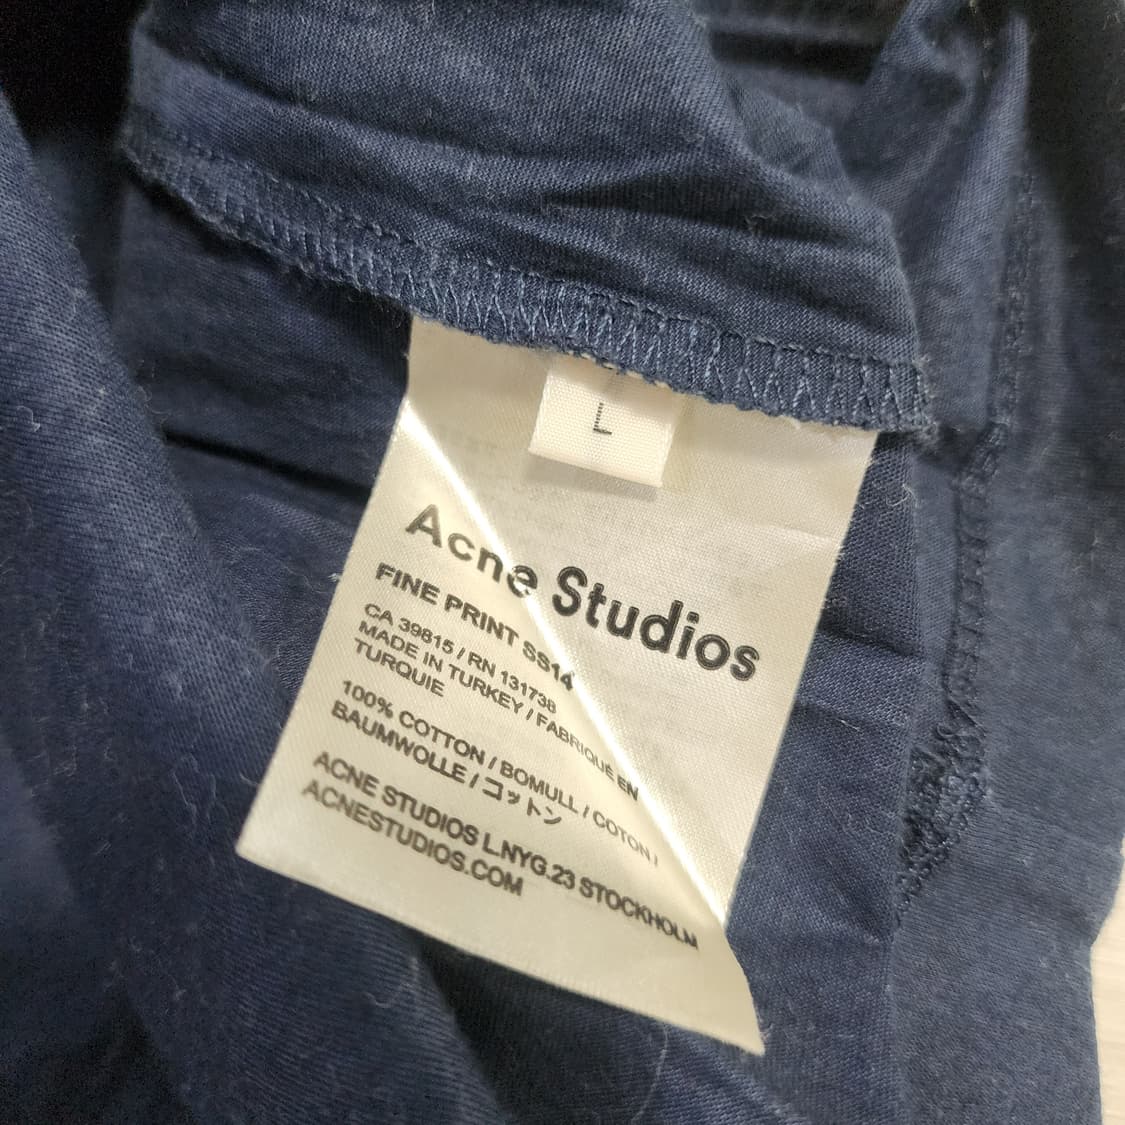 L
Acne Studios
FINE PRINT SS14
CA 39815 / RN 131738
MADE IN TURKEY / FABRIQUÉ EN
TURQUIE
100% COTTON / BOMULL / COTON /
BAUMWOLLE / コットン
ACNE STUDIOS L.NYG.23 STOCKHOLM
ACNESTUDIOS.COM